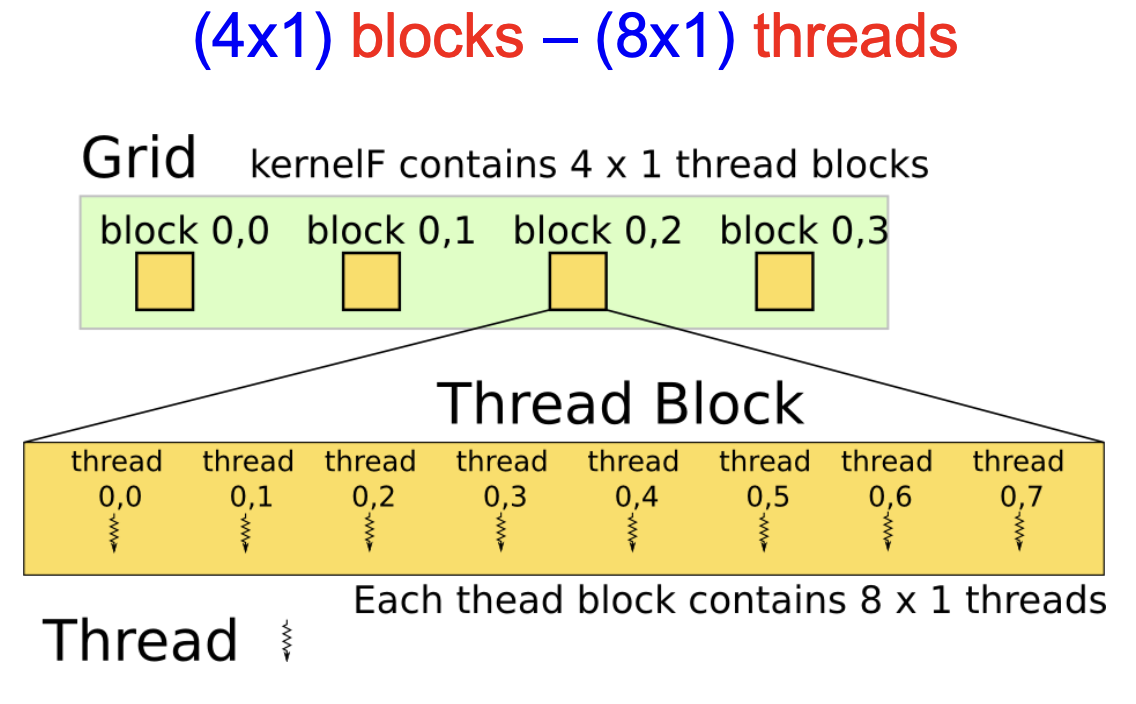 (4x1) blocks – (8x1) threads
Grid kernelF contains 4 x 1 thread blocks
block 0,0 block 0,1 block 0,2 block 0,3
Thread Block
thread thread thread thread thread thread thread thread
0,0 0,1 0,2 0,3 0,4 0,5 0,6 0,7
Each thead block contains 8 x 1 threads
Thread